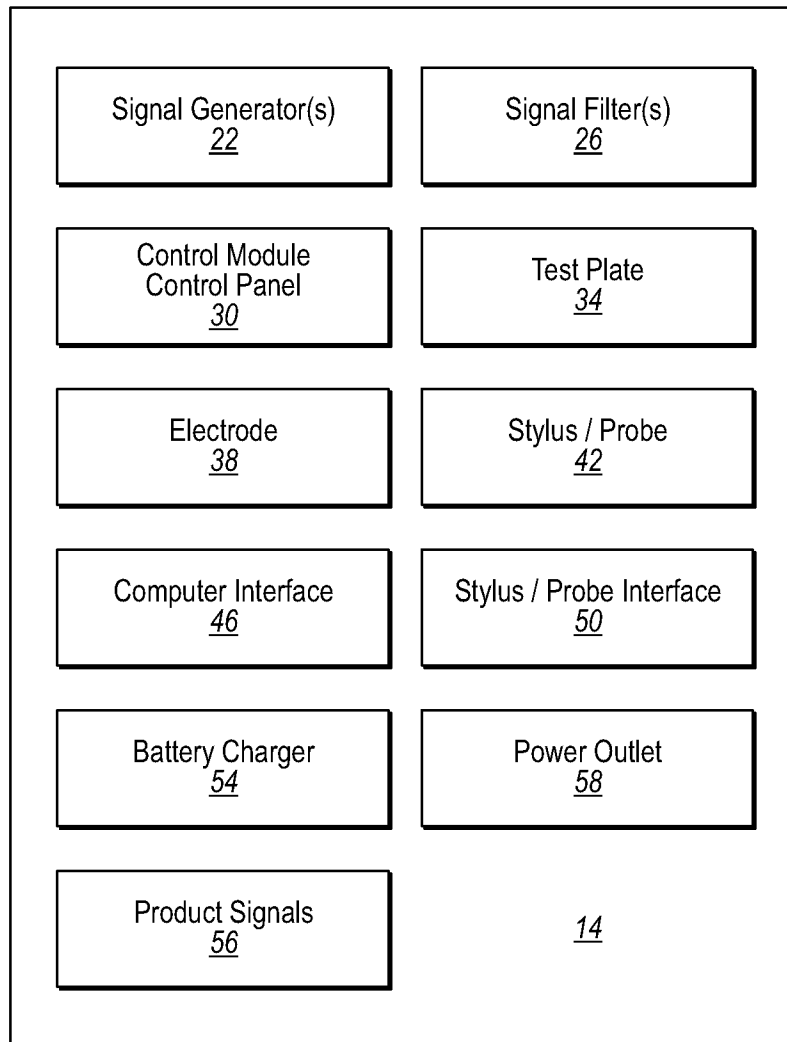 Signal Generator(s)
22
Signal Filter(s)
26
Control Module
Control Panel
30
Test Plate
34
Electrode
38
Stylus / Probe
42
Computer Interface
46
Stylus / Probe Interface
50
Battery Charger
54
Power Outlet
58
Product Signals
56
14